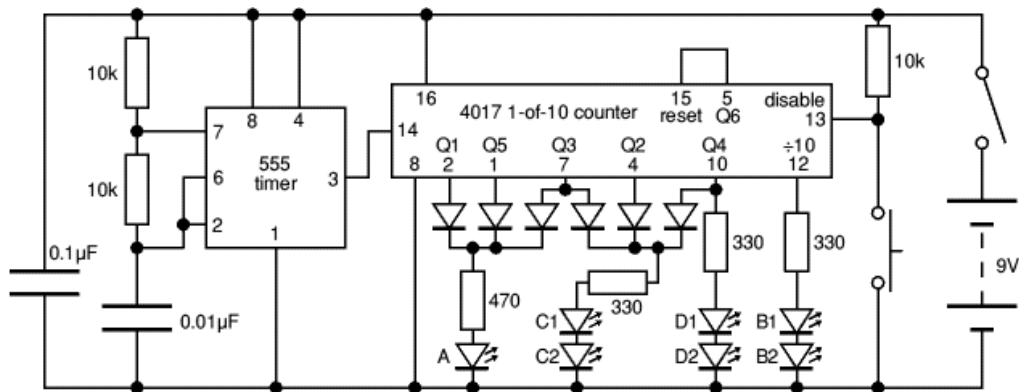 10k
10k
0.1µF
0.01µF
7
8
4
6
2
555
timer
3
1
16
4017 1-of-10 counter
15
reset
5
Q6
disable
13
14
8
Q1
2
Q5
1
Q3
7
Q2
4
Q4
10
÷10
12
10k
470
330
330
330
A
C1
C2
D1
D2
B1
B2
9V